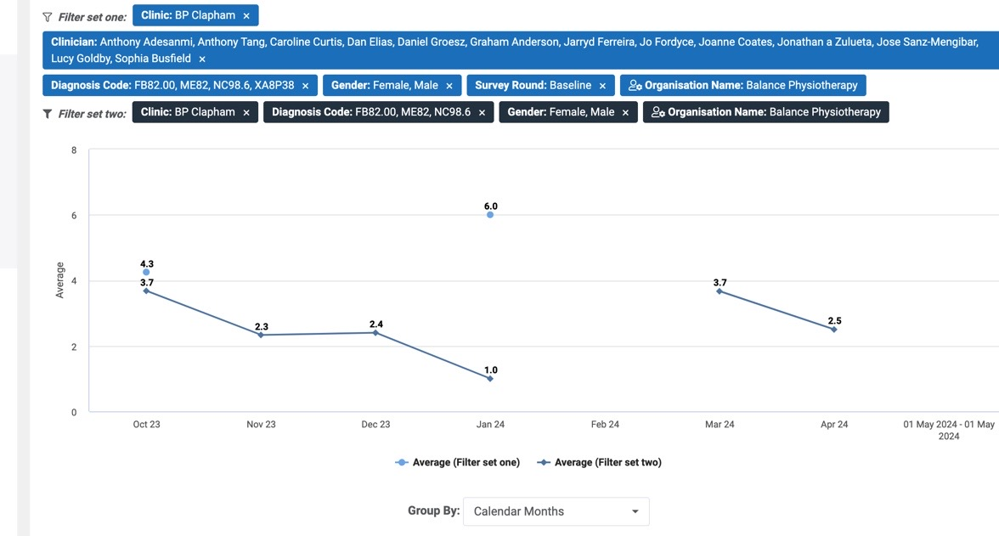 Filter set one: Clinic: BP Clapham ×
Clinician: Anthony Adesanmi, Anthony Tang, Caroline Curtis, Dan Elias, Daniel Groesz, Graham Anderson, Jarryd Ferreira, Jo Fordyce, Joanne Coates, Jonathan a Zulueta, Jose Sanz-Mengibar,
Lucy Goldby, Sophia Busfield ×
Diagnosis Code: FB82.00, ME82, NC98.6, XA8P38 × Gender: Female, Male × Survey Round: Baseline × Organisation Name: Balance Physiotherapy
Filter set two: Clinic: BP Clapham × Diagnosis Code: FB82.00, ME82, NC98.6 × Gender: Female, Male × Organisation Name: Balance Physiotherapy
8
6.0
6
4.3
Average
4
3.7
3.7
2.3
2.4
2.5
2
1.0
0
Oct 23 Nov 23 Dec 23 Jan 24 Feb 24 Mar 24 Apr 24 01 May 2024 - 01 May
2024
Average (Filter set one) Average (Filter set two)
Group By: Calendar Months